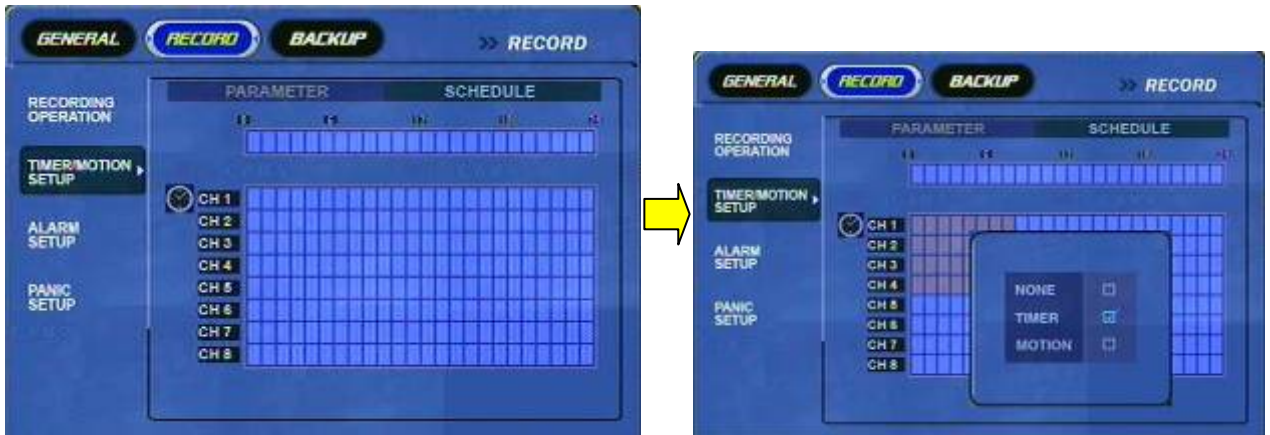 GENERAL RECORD BACKUP >> RECORD
PARAMETER SCHEDULE
RECORDING
OPERATION
TIMER/MOTION
SETUP
ALARM
SETUP
PANIC
SETUP
CH 1
CH 2
CH 3
CH 4
CH 5
CH 6
CH 7
CH 8
GENERAL RECORD BACKUP >> RECORD
PARAMETER SCHEDULE
RECORDING
OPERATION
TIMER/MOTION
SETUP
ALARM
SETUP
PANIC
SETUP
CH 1
CH 2
CH 3
CH 4
CH 5
CH 6
CH 7
CH 8
NONE
TIMER
MOTION